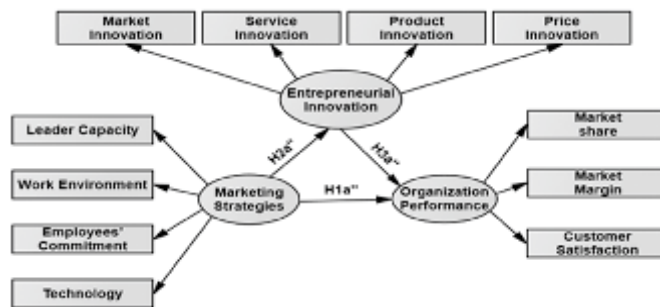 Market
Innovation
Service
Innovation
Product
Innovation
Price
Innovation
Entrepreneurial
Innovation
Leader Capacity
Work Environment
Employees'
Commitment
Technology
Marketing
Strategies
H2a"
H1a"
H3a"
Organization
Performance
Market
share
Market
Margin
Customer
Satisfaction